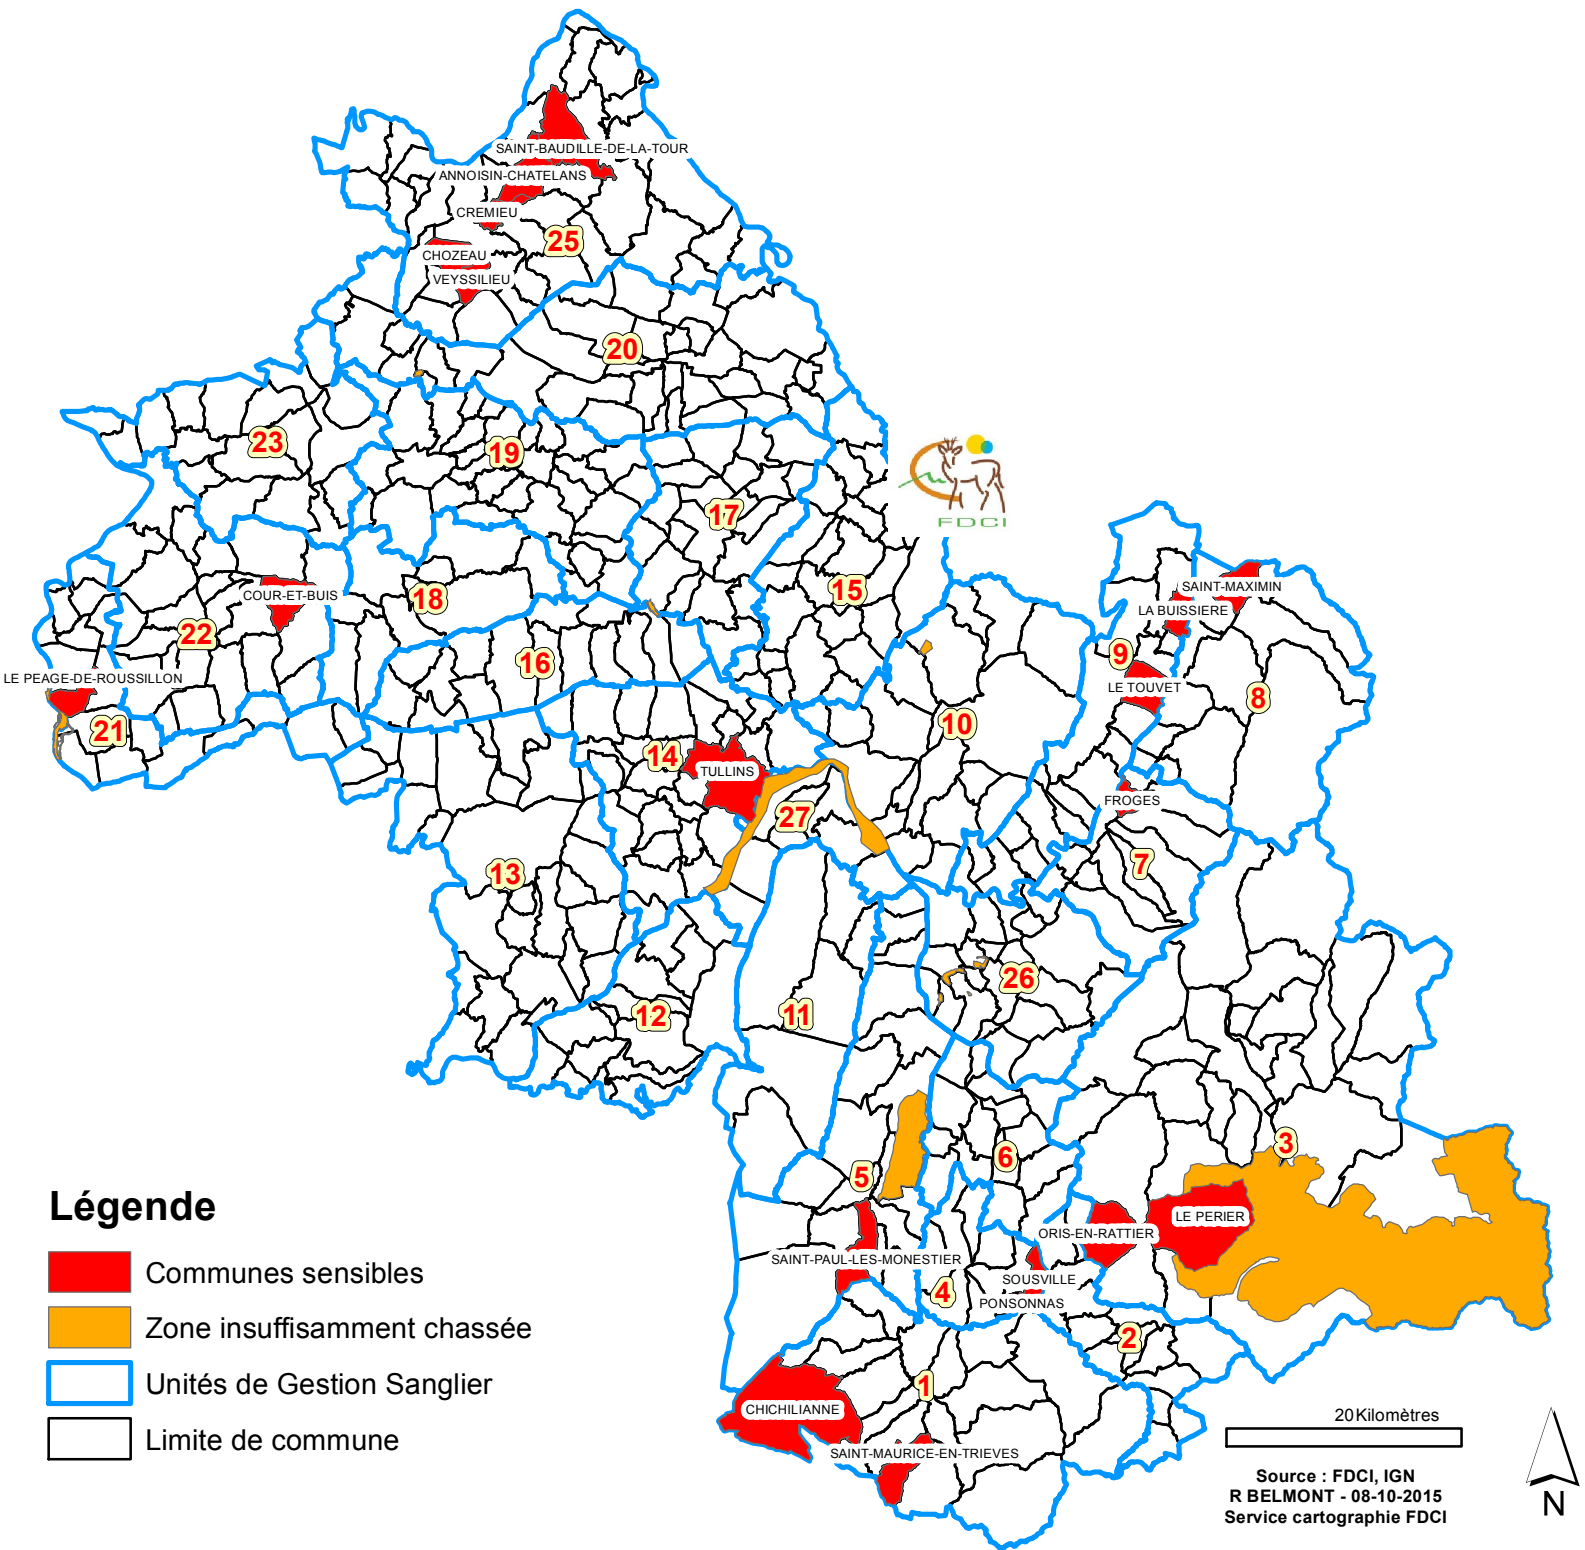 SAINT-BAUDILLE-DE-LA-TOUR
ANNOISIN-CHATELANS
CREMIEU
25
CHOZEAU
VEYSSILIEU
20
23
19
17
FDCI
COUR-ET-BUIS
18
15
SAINT-MAXIMIN
LA BUISSIERE
22
16
9
LE PEAGE-DE-ROUSSILLON
LE TOUVET
8
21
10
14
TULLINS
FROGES
27
7
13
26
12
11
3
6
5
LE PERIER
ORIS-EN-RATTIER
SAINT-PAUL-LES-MONESTIER
SOUSVILLE
4
PONSONNAS
2
1
CHICHILIANNE
SAINT-MAURICE-EN-TRIEVES
Légende
Communes sensibles
Zone insuffisamment chassée
Unités de Gestion Sanglier
Limite de commune
20 Kilomètres
Source : FDCI, IGN
R BELMONT - 08-10-2015
Service cartographie FDCI
N